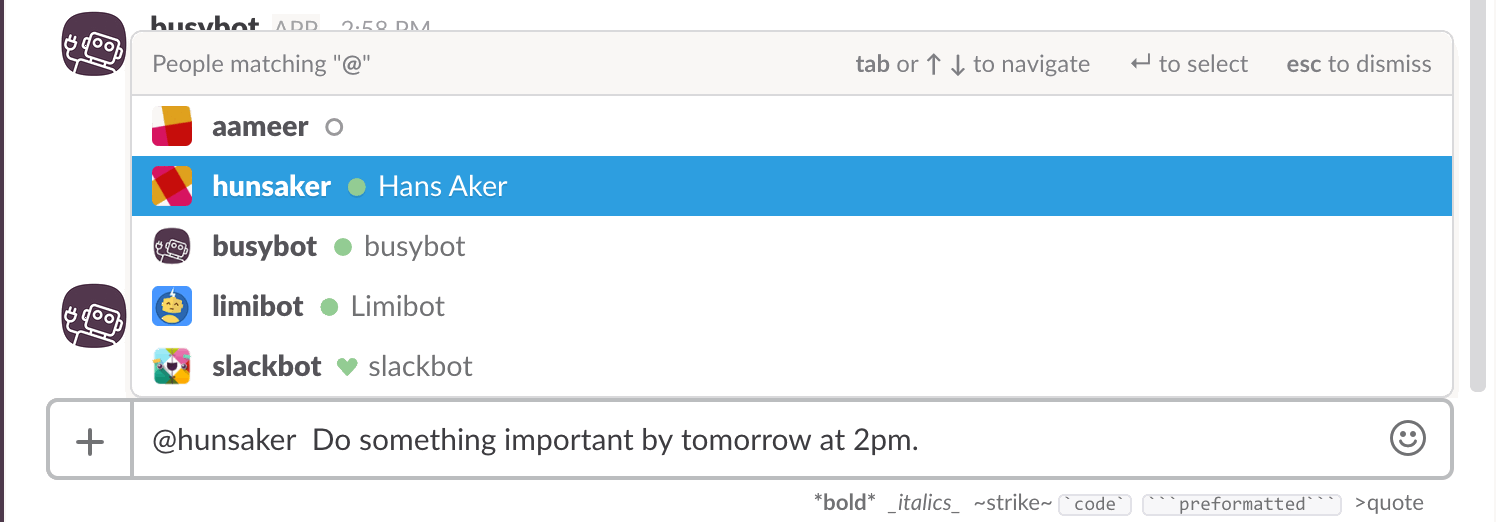 busybot APP 2:58 PM
People matching "@" tab or ↑ ↓ to navigate ↵ to select esc to dismiss
aameer
hunsaker Hans Aker
busybot busybot
limibot Limibot
slackbot slackbot
@hunsaker Do something important by tomorrow at 2pm.
*bold* _italics_ ~strike~ `code` ```preformatted``` >quote